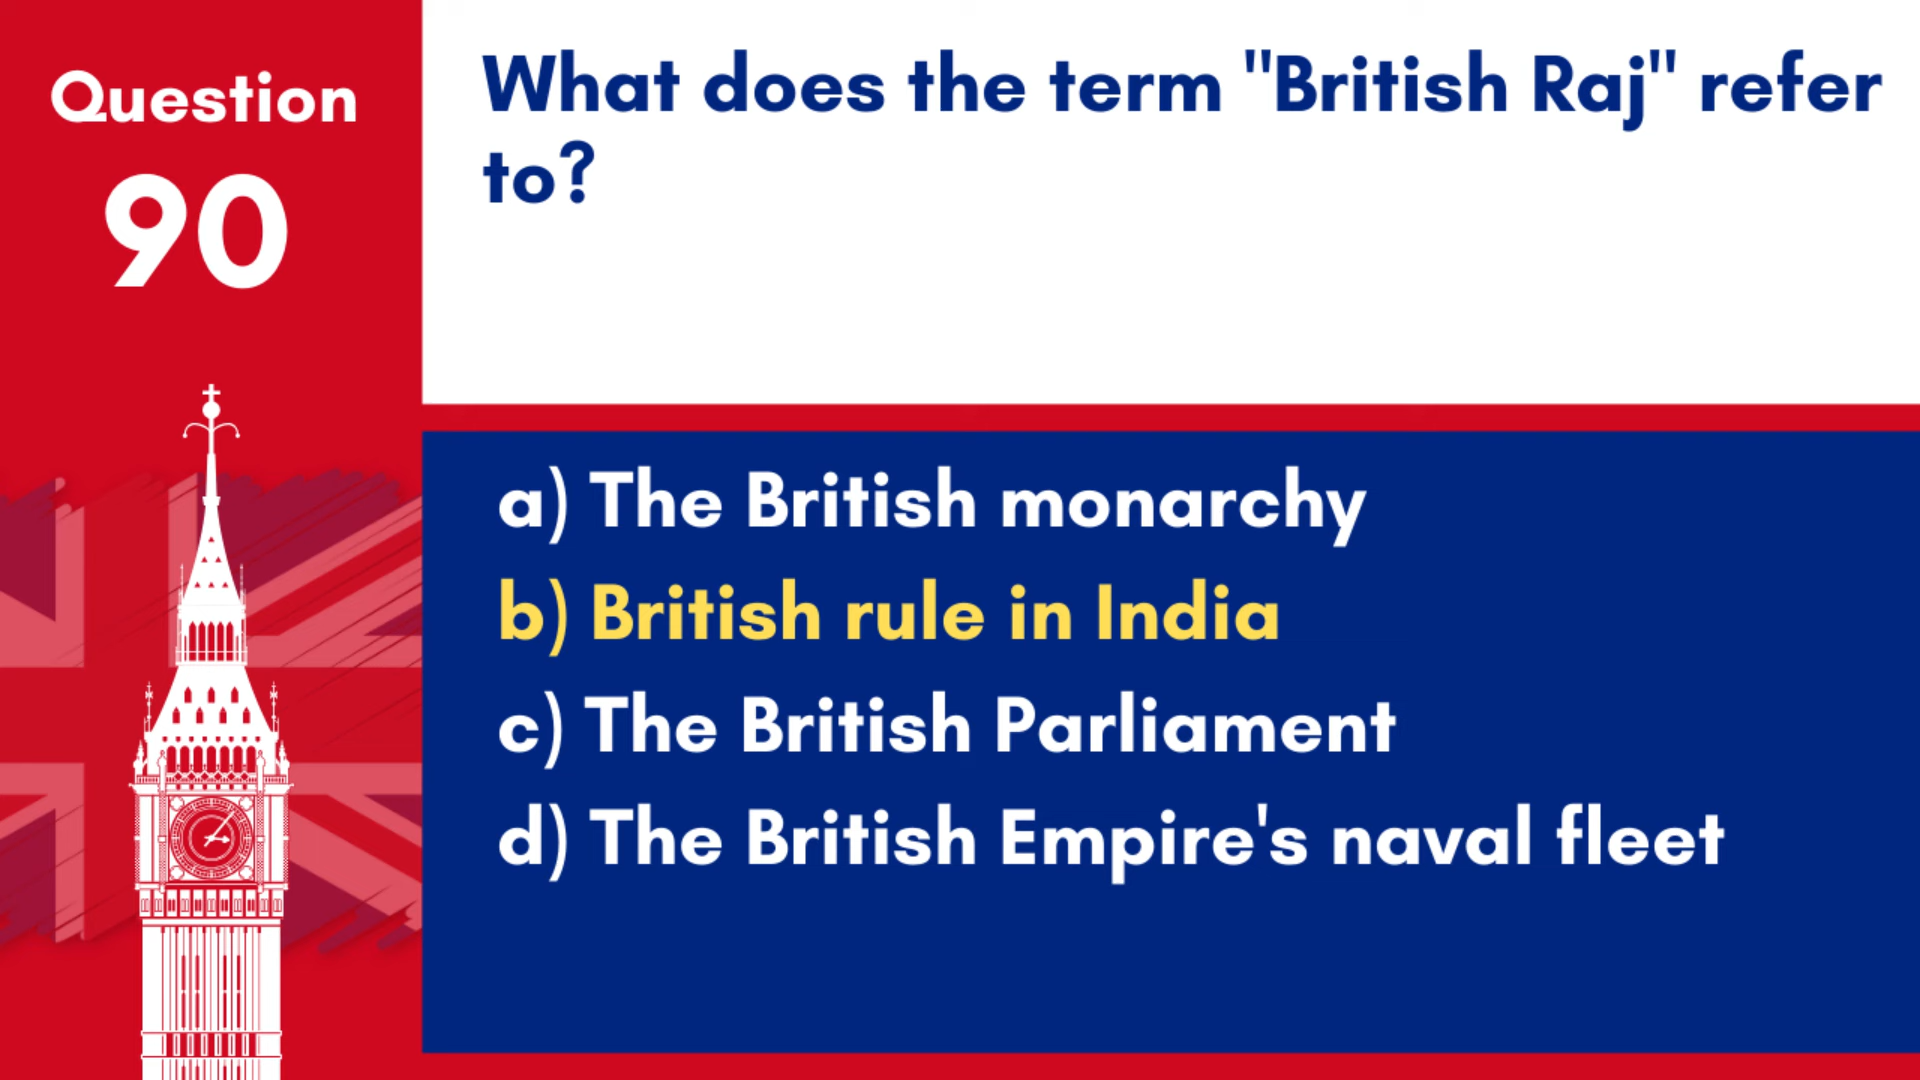 Question
90
What does the term "British Raj" refer
to?
a) The British monarchy
b) British rule in India
c) The British Parliament
d) The British Empire's naval fleet